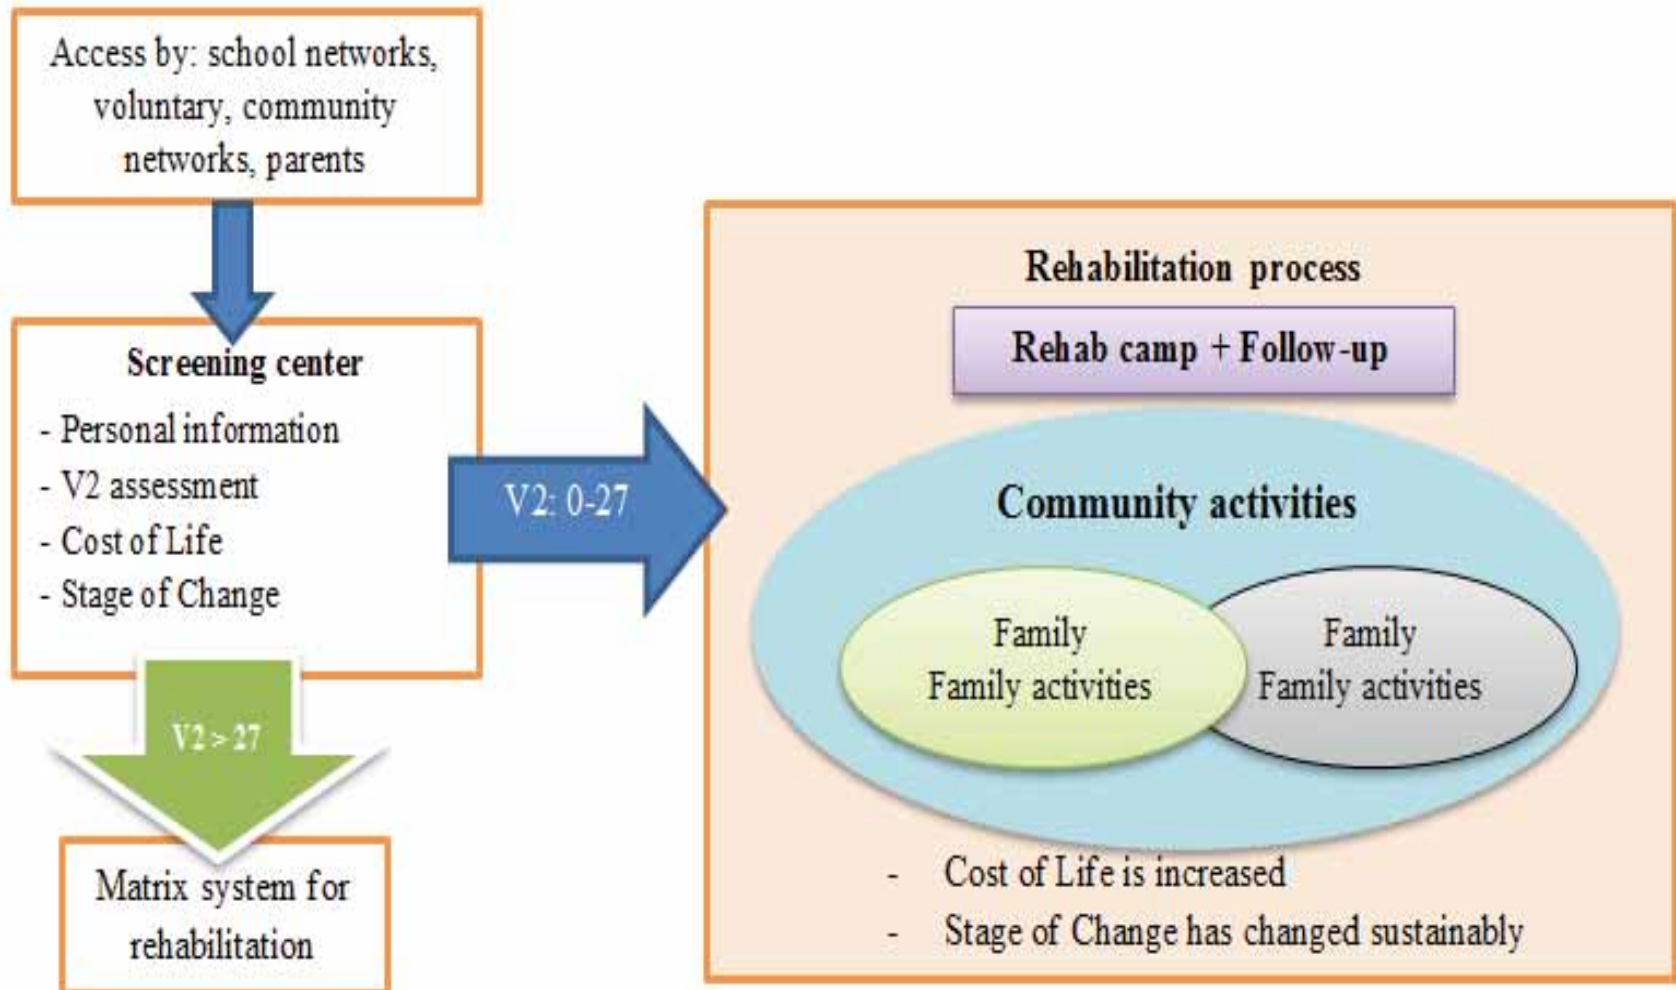 Access by: school networks,
voluntary, community
networks, parents
Screening center
- Personal information
- V2 assessment
- Cost of Life
- Stage of Change
V2: 0-27
V2 > 27
Matrix system for
rehabilitation
Rehabilitation process
Rehab camp + Follow-up
Community activities
Family
Family activities
Family
Family activities
- Cost of Life is increased
- Stage of Change has changed sustainably